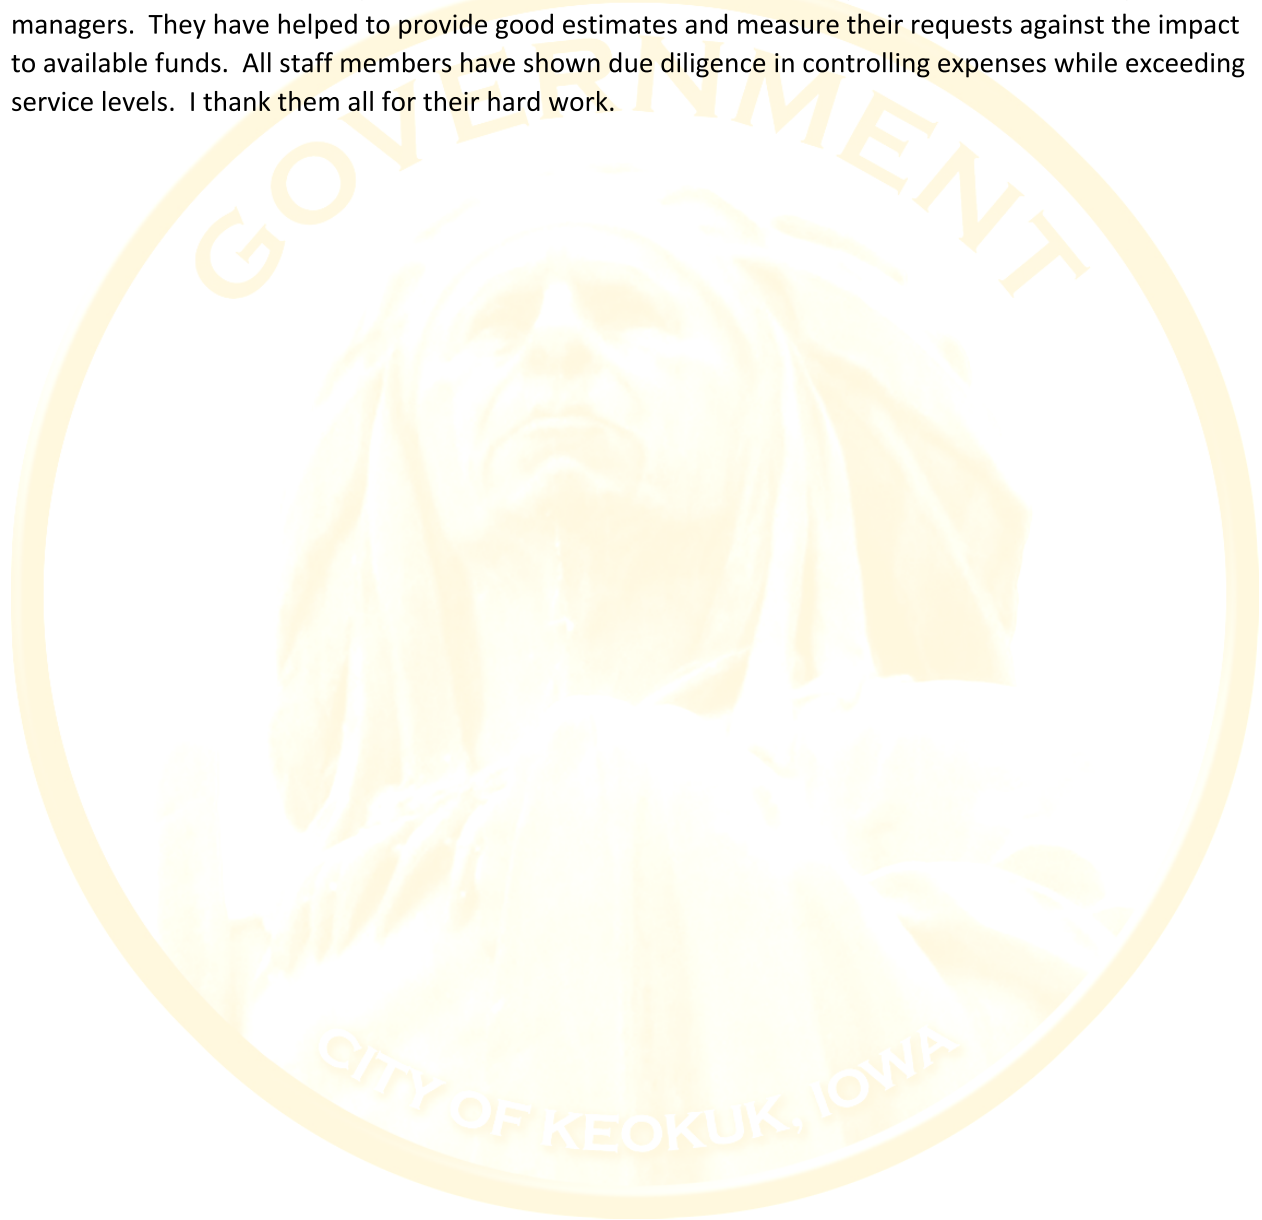 managers.  They have helped to provide good estimates and measure their requests against the impact
to available funds.  All staff members have shown due diligence in controlling expenses while exceeding
service levels.  I thank them all for their hard work.
GOVERNMENT
CITY OF KEOKUK, IOWA